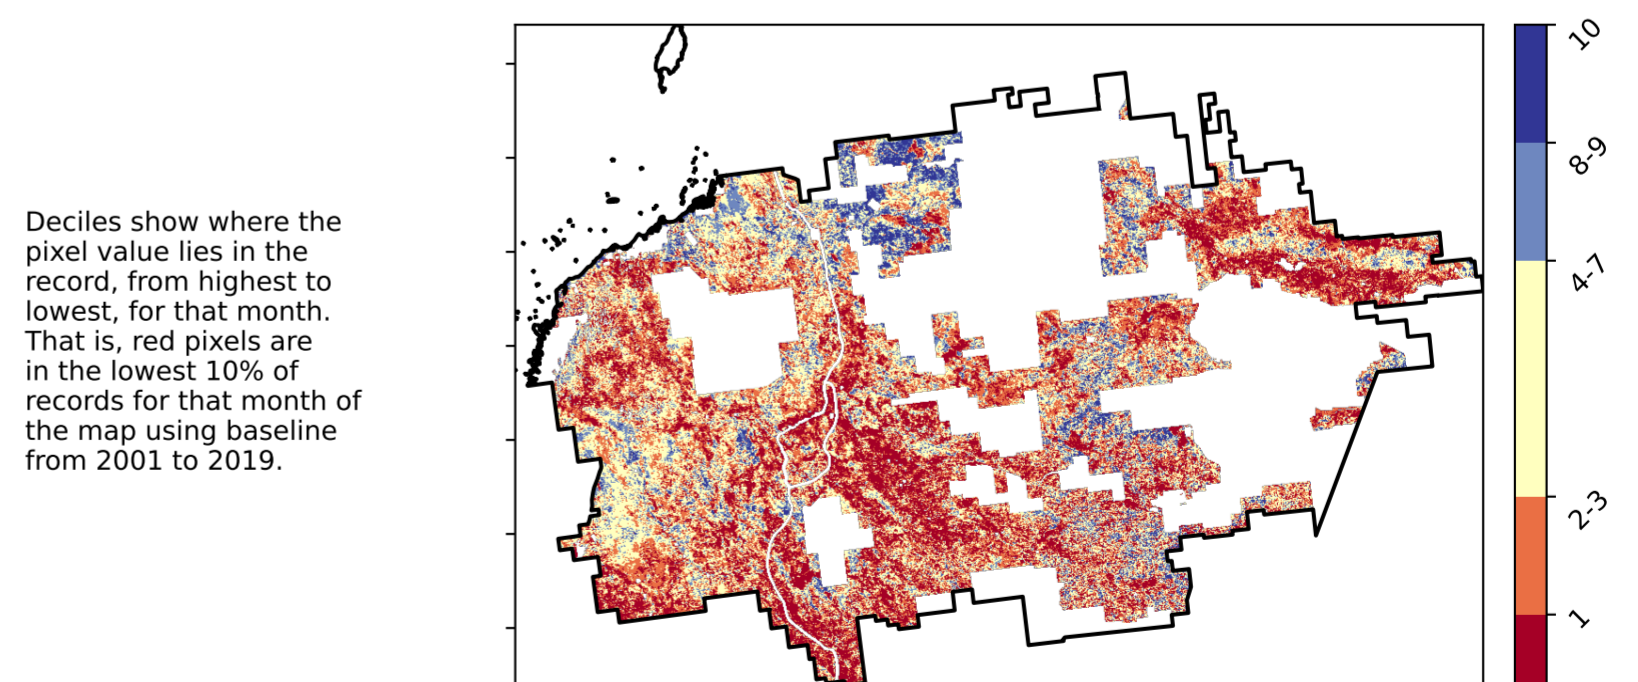 Deciles show where the
pixel value lies in the
record, from highest to
lowest, for that month.
That is, red pixels are
in the lowest 10% of
records for that month of
the map using baseline
from 2001 to 2019.
10
8-9
4-7
2-3
1